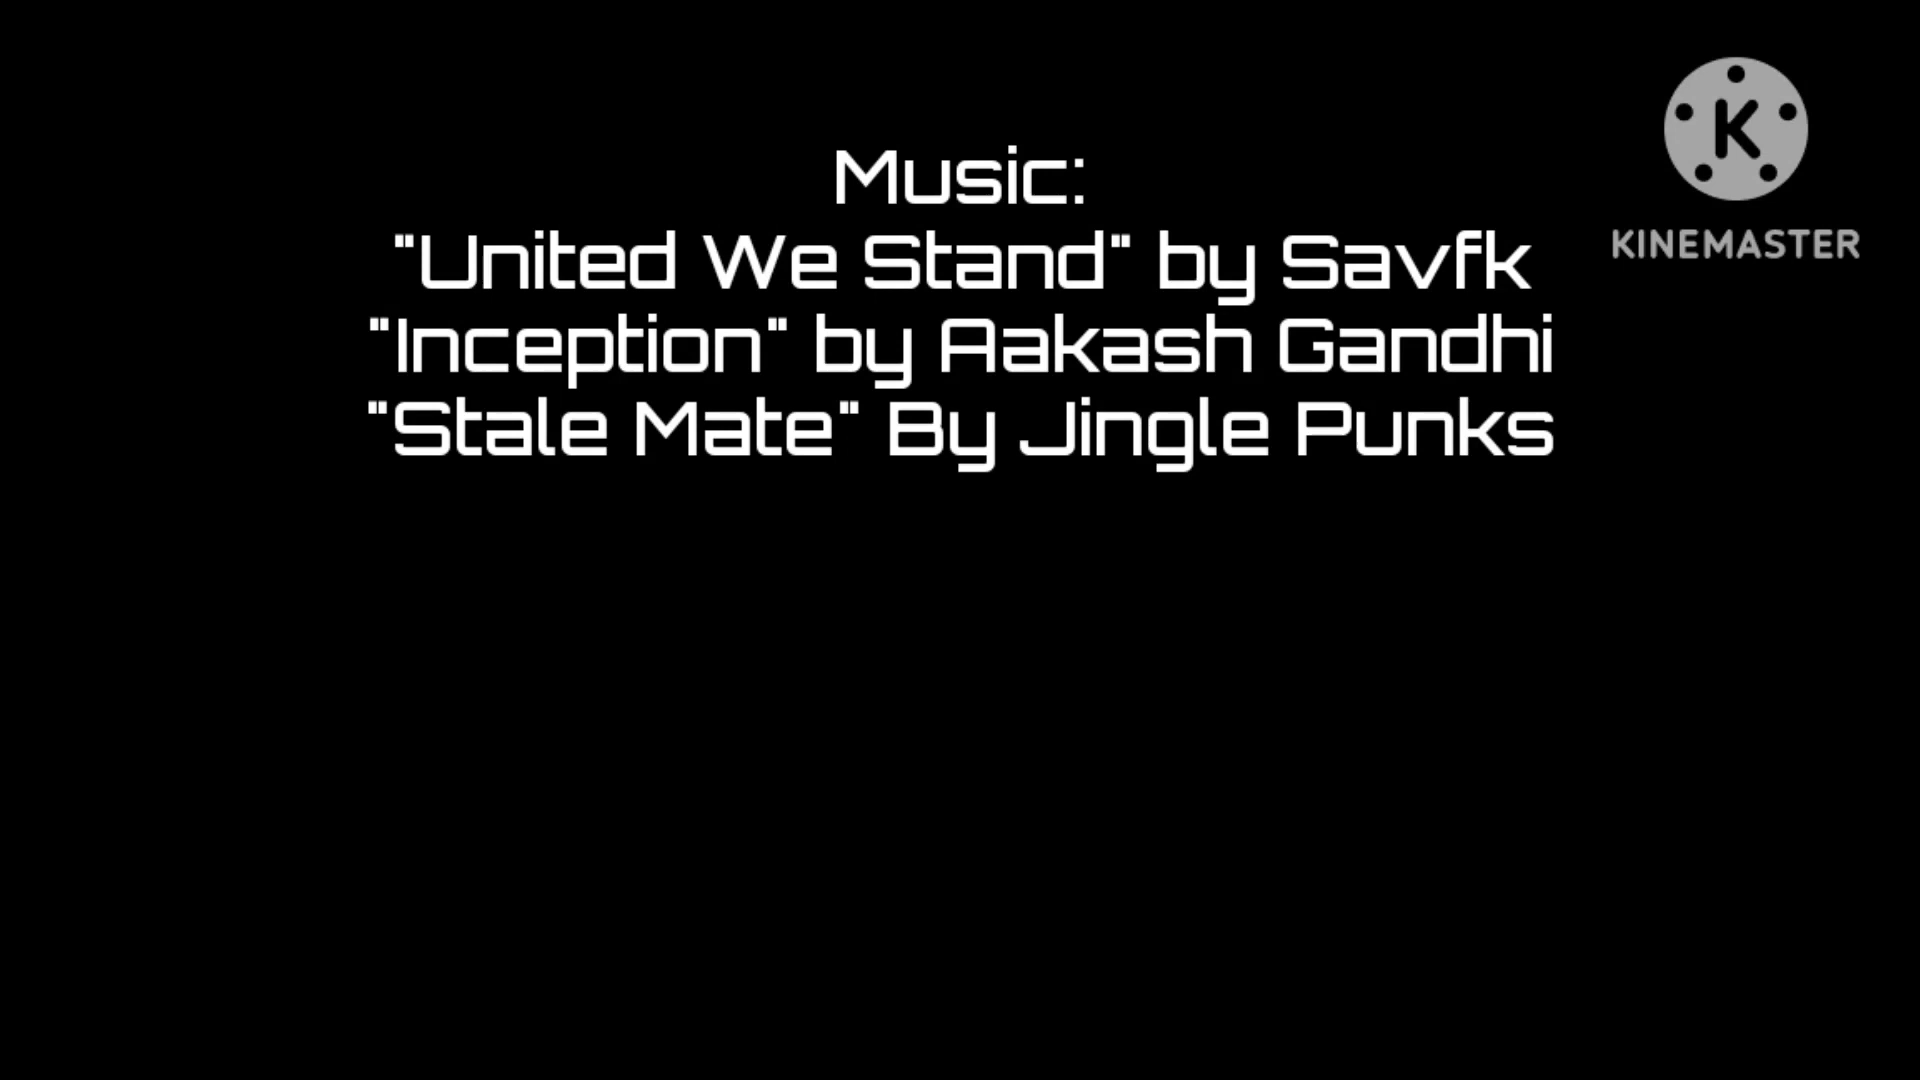 Music:
"United We Stand" by Savfk
"Inception" by Aakash Gandhi
"Stale Mate" By Jingle Punks
K
KINEMASTER